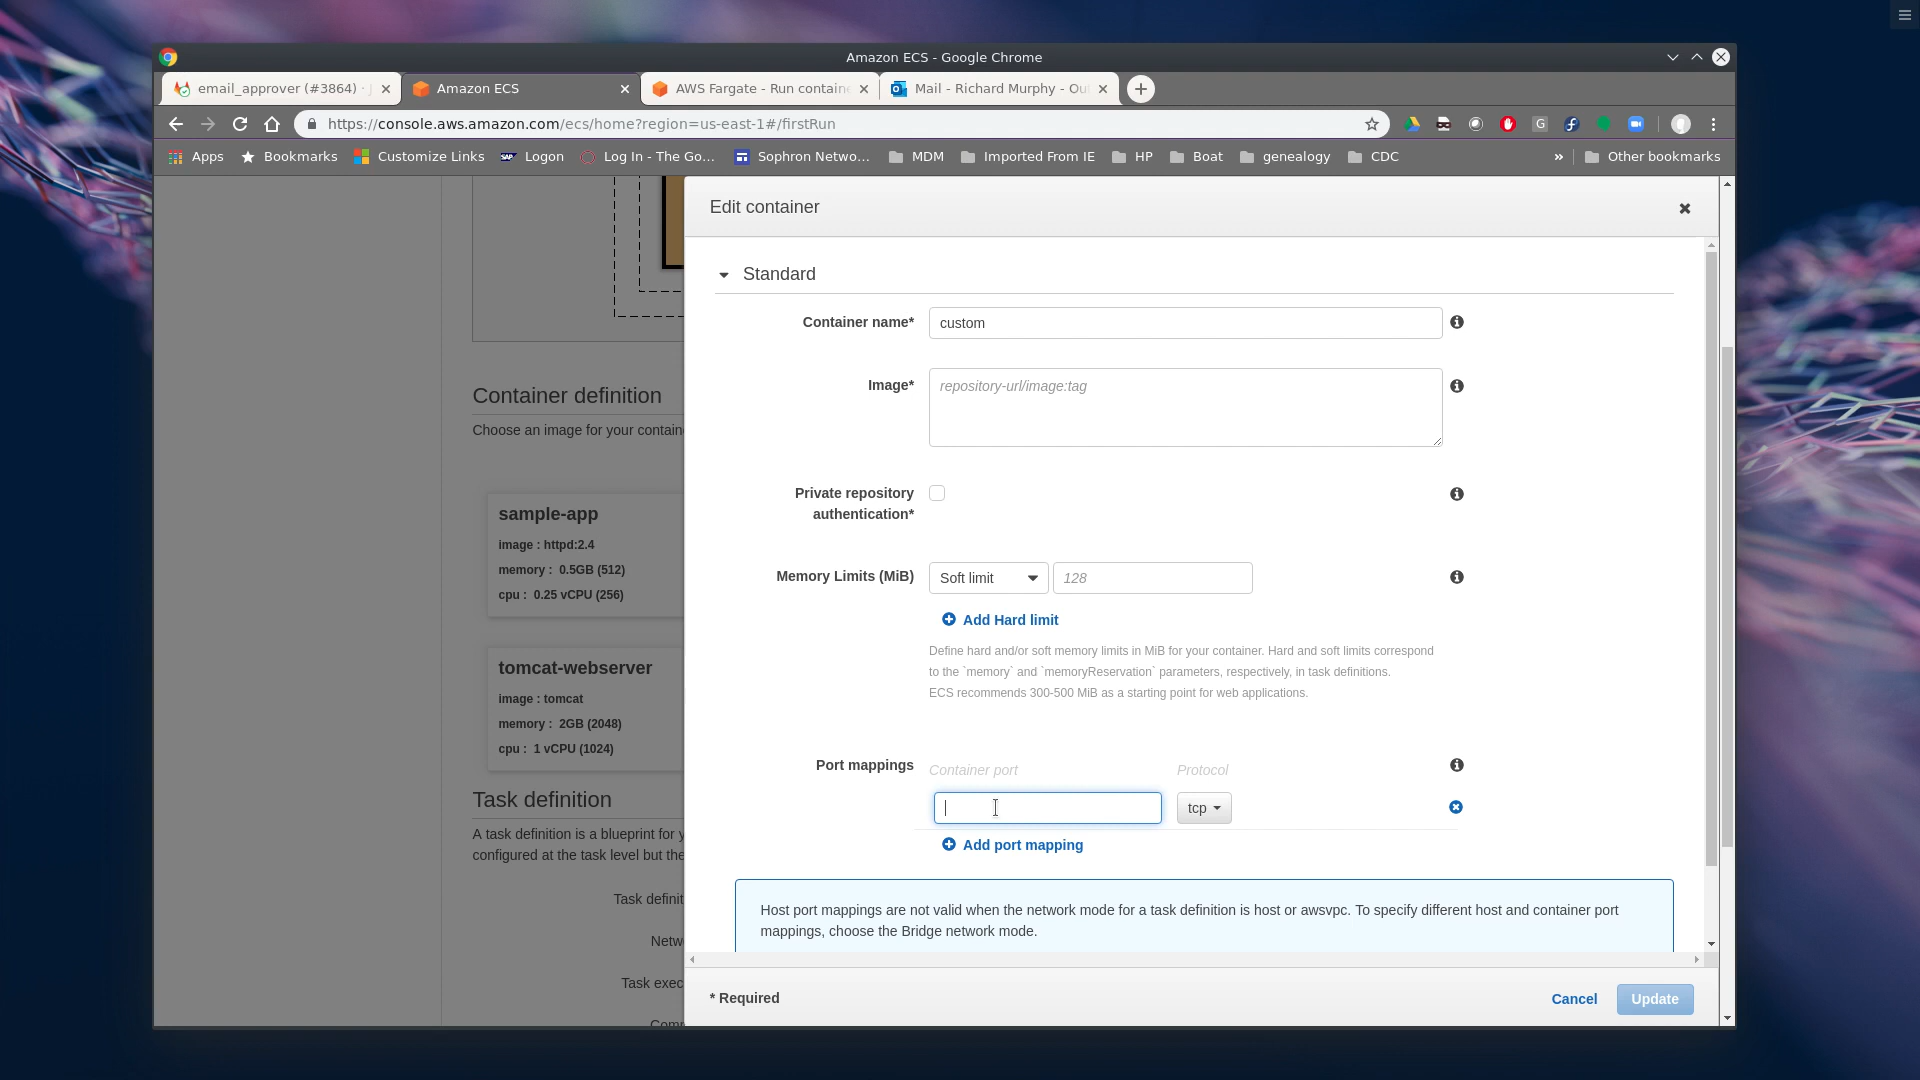 Amazon ECS - Google Chrome
email_approver (#3864) ·
Amazon ECS
AWS Fargate - Run contain
Mail - Richard Murphy - Ou
https://console.aws.amazon.com/ecs/home?region=us-east-1#/firstRun
G
Apps
Bookmarks
Customize Links
SAP
Logon
Log In - The Go...
Sophron Netwo...
MDM
Imported From IE
HP
Boat
genealogy
CDC
»
Other bookmarks
Edit container
Standard
Container name*
custom
Image*
repository-url/image:tag
Private repository
authentication*
Memory Limits (MiB)
Soft limit
128
Add Hard limit
Define hard and/or soft memory limits in MiB for your container. Hard and soft limits correspond
to the `memory` and `memoryReservation` parameters, respectively, in task definitions.
ECS recommends 300-500 MiB as a starting point for web applications.
Port mappings
Container port
Protocol
tcp
Add port mapping
Host port mappings are not valid when the network mode for a task definition is host or awsvpc. To specify different host and container port
mappings, choose the Bridge network mode.
* Required
Cancel
Update
Container definition
Choose an image for your contain
sample-app
image : httpd:2.4
memory : 0.5GB (512)
cpu : 0.25 vCPU (256)
tomcat-webserver
image : tomcat
memory : 2GB (2048)
cpu : 1 vCPU (1024)
Task definition
A task definition is a blueprint for y
configured at the task level but the
Task definit
Netw
Task exec